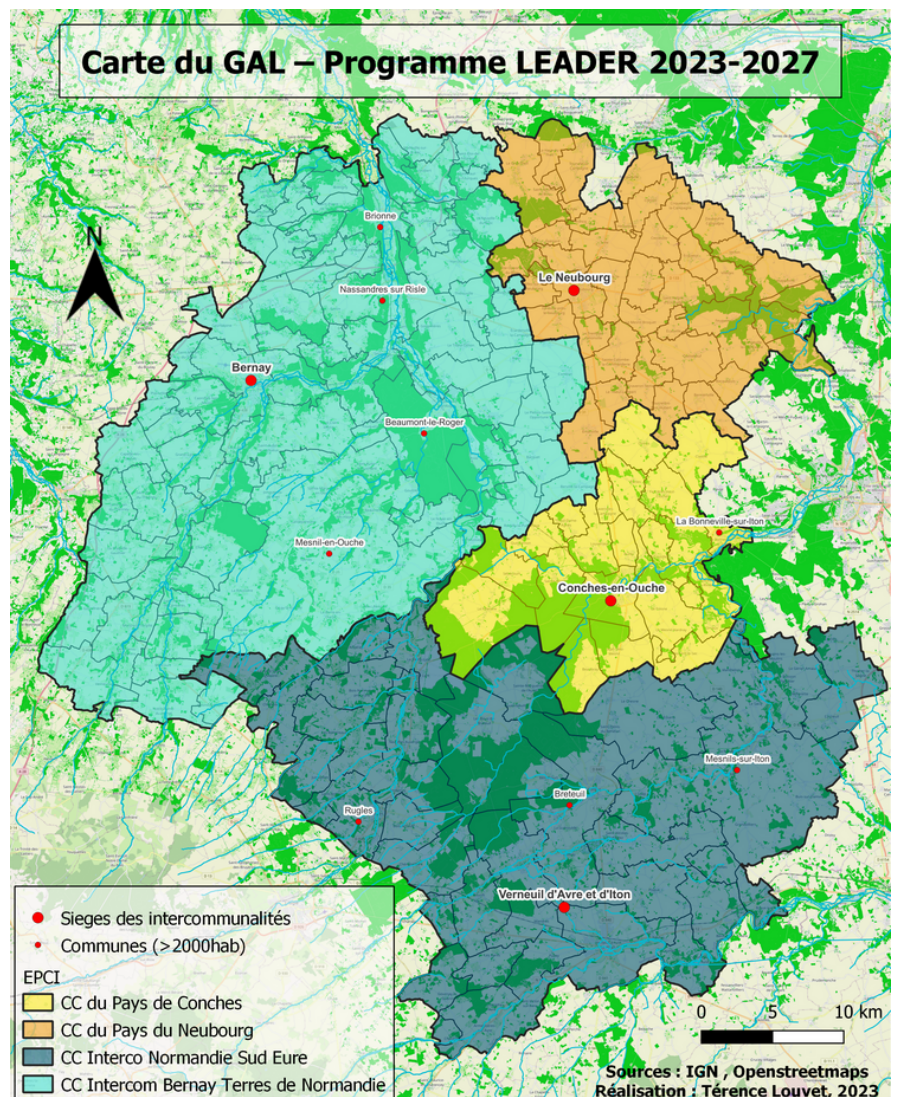 Carte du GAL – Programme LEADER 2023-2027
N
Brionne
Le Neubourg
Nassandres sur Risle
Bernay
Beaumont-le-Roger
La Bonneville-sur-Iton
Mesnil-en-Ouche
Conches-en-Ouche
Mesnils-sur-Iton
Breteuil
Rugles
Verneuil d'Avre et d'Iton
Sieges des intercommunalités
Communes (>2000hab)
EPCI
CC du Pays de Conches
CC du Pays du Neubourg
CC Interco Normandie Sud Eure
CC Intercom Bernay Terres de Normandie
0 5 10 km
Sources : IGN , Openstreetmaps
Réalisation : Térence Louvet, 2023